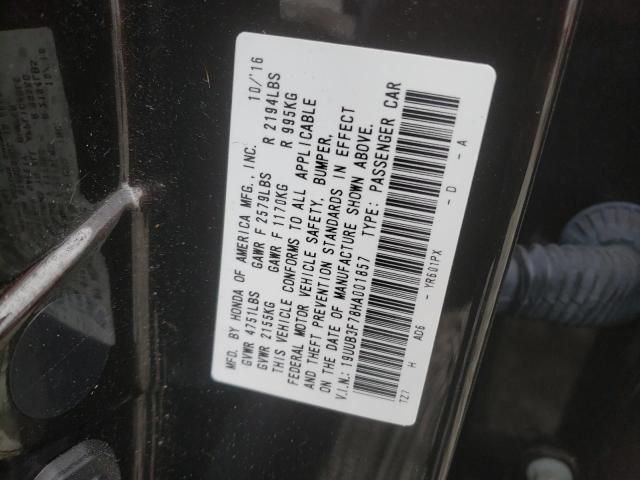 MFD. BY HONDA OF AMERICA MFG., INC. 10/'16
GVWR 4751LBS GAWR F 2579LBS R 2194LBS
GVWR 2155KG GAWR F 1170KG R 995KG
THIS VEHICLE CONFORMS TO ALL APPLICABLE
FEDERAL MOTOR VEHICLE SAFETY, BUMPER,
AND THEFT PREVENTION STANDARDS IN EFFECT
ON THE DATE OF MANUFACTURE SHOWN ABOVE.
V.I.N.: 19UUB3F78HA001857 TYPE: PASSENGER CAR
TZ7 H AD6 - YR601PX - D - A